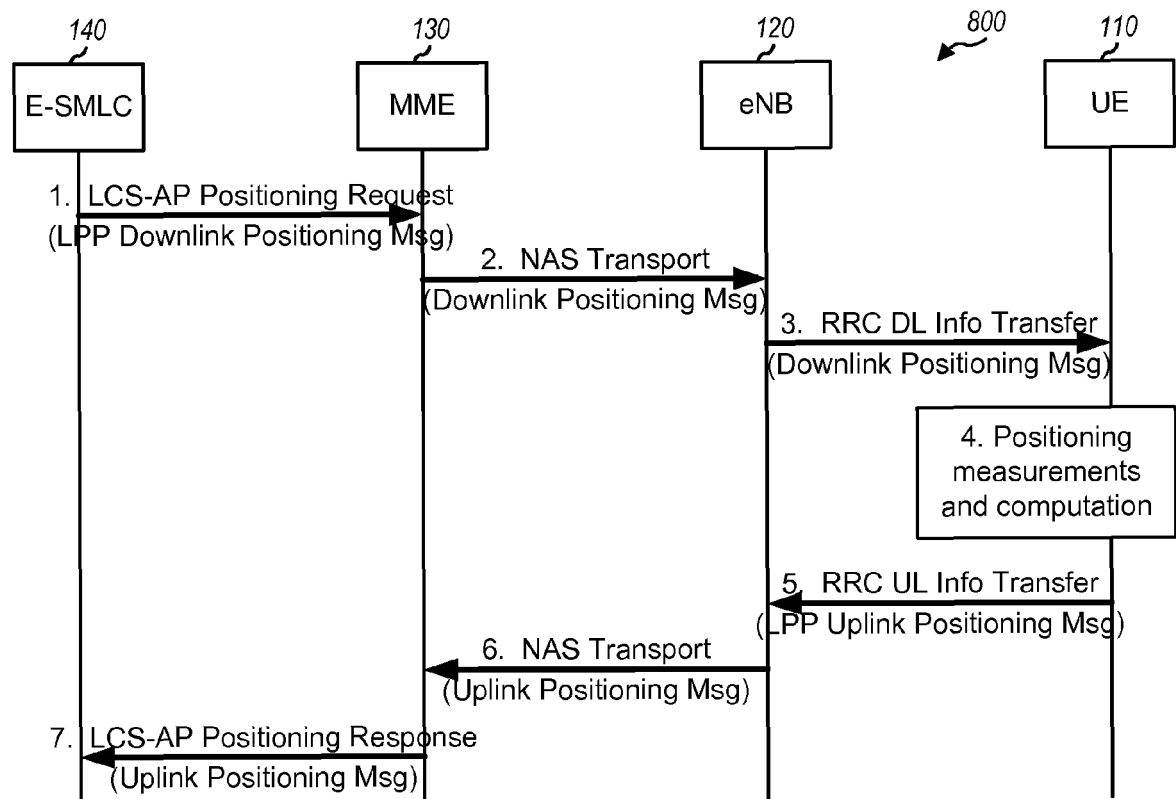 140
130
120
800
110
E-SMLC
MME
eNB
UE
1. LCS-AP Positioning Request
(LPP Downlink Positioning Msg)
2. NAS Transport
(Downlink Positioning Msg)
3. RRC DL Info Transfer
(Downlink Positioning Msg)
4. Positioning
measurements
and computation
5. RRC UL Info Transfer
(LPP Uplink Positioning Msg)
6. NAS Transport
(Uplink Positioning Msg)
7. LCS-AP Positioning Response
(Uplink Positioning Msg)